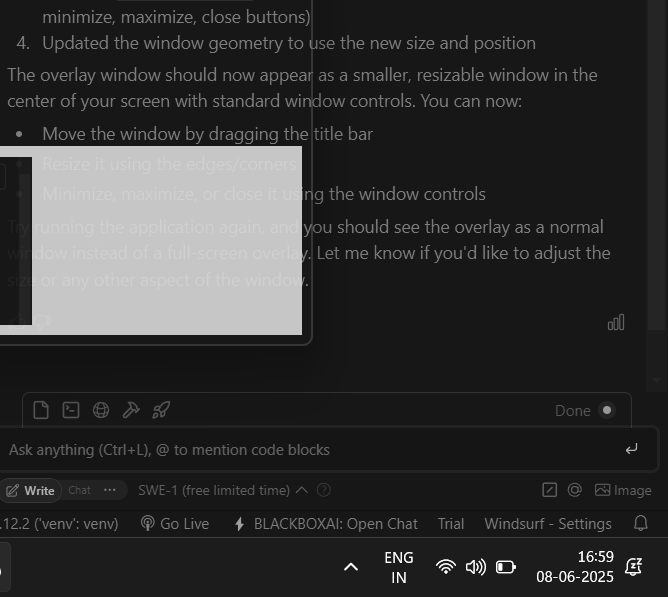 minimize, maximize, close buttons)
4. Updated the window geometry to use the new size and position
The overlay window should now appear as a smaller, resizable window in the
center of your screen with standard window controls. You can now:
• Move the window by dragging the title bar
• Resize it using the edges/corners
• Minimize, maximize, or close it using the window controls
Try running the application again, and you should see the overlay as a normal
window instead of a full-screen overlay. Let me know if you'd like to adjust the
size or any other aspect of the window.
Done
Ask anything (Ctrl+L), @ to mention code blocks
Write Chat ... SWE-1 (free limited time) Image
.12.2 ('venv': venv) Go Live BLACKBOXAI: Open Chat Trial Windsurf - Settings
ENG 16:59
IN 08-06-2025